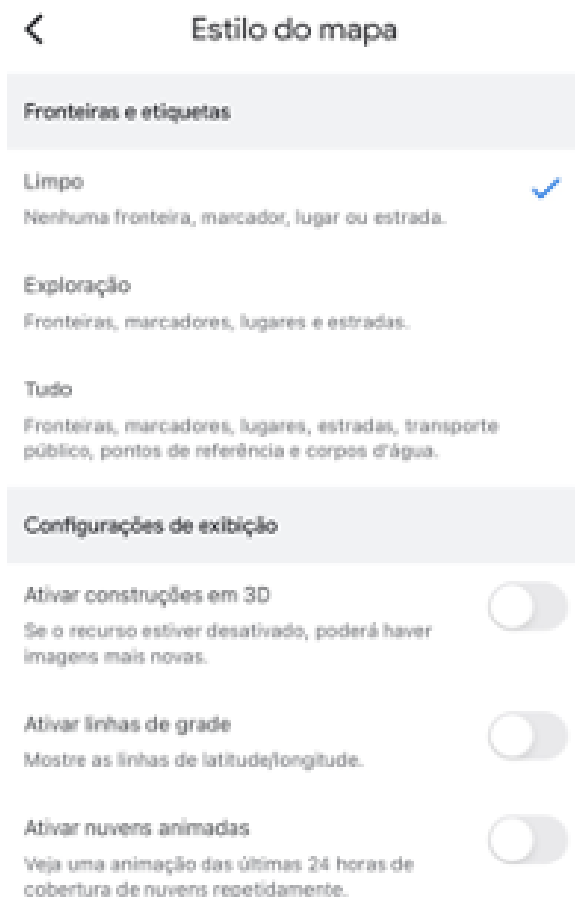 Estilo do mapa
Fronteiras e etiquetas
Limpo
Nenhuma fronteira, marcador, lugar ou estrada.
Exploração
Fronteiras, marcadores, lugares e estradas.
Tudo
Fronteiras, marcadores, lugares, estradas, transporte
público, pontos de referência e corpos d'água.
Configurações de exibição
Ativar construções em 3D
Se o recurso estiver desativado, poderá haver
imagens mais novas.
Ativar linhas de grade
Mostre as linhas de latitude/longitude.
Ativar nuvens animadas
Veja uma animação das últimas 24 horas de
cobertura de nuvens repetidamente.